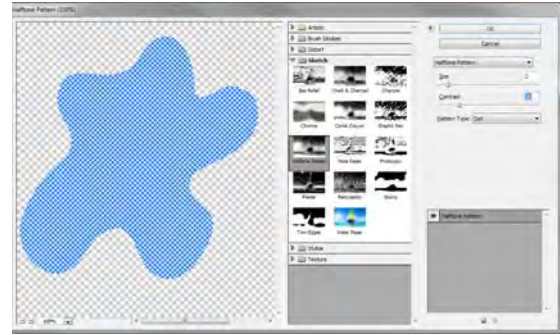 Halftone Pattern (100%)
Artistic
Brush Strokes
Distort
Sketch
Bas Relief
Chalk & Charcoal
Charcoal
Chrome
Conté Crayon
Graphic Pen
Halftone Pattern
Note Paper
Photocopy
Plaster
Reticulation
Stamp
Torn Edges
Water Paper
Stylize
Texture
OK
Cancel
Halftone Pattern
Size
Contrast
Pattern Type: Dot
Halftone Pattern
100%